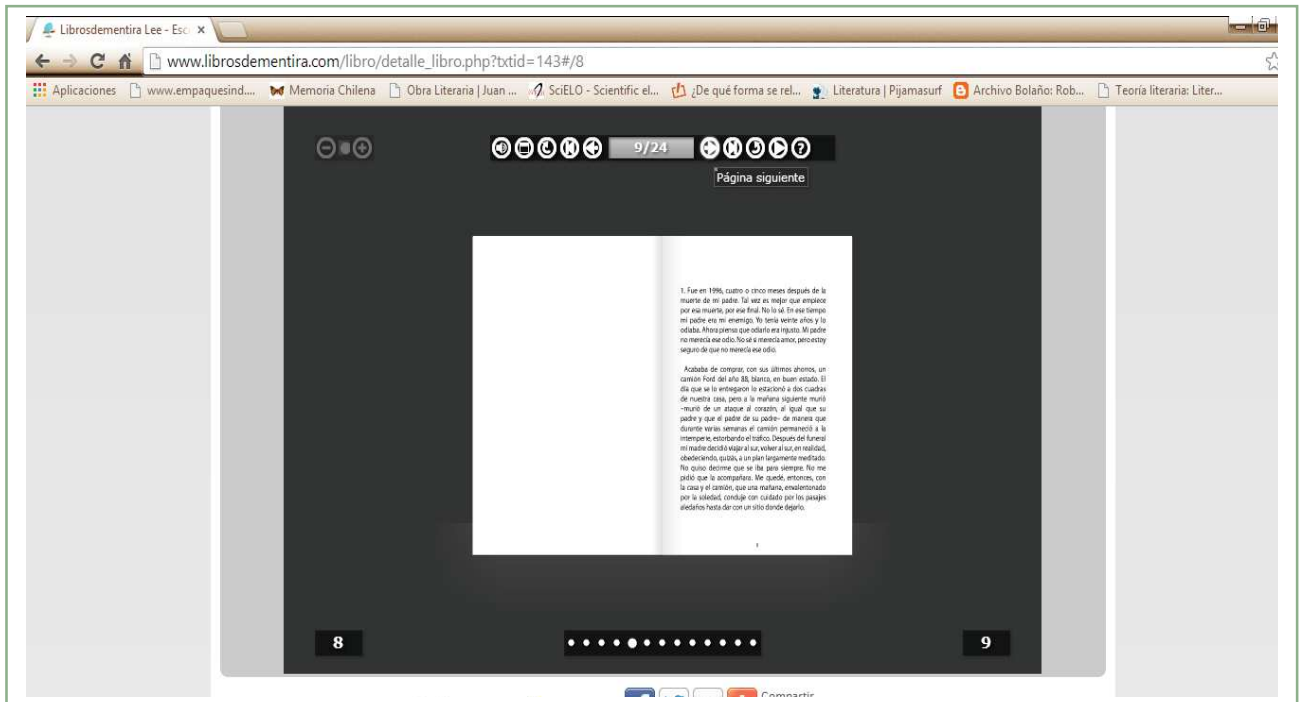 Librosdementira Lee - Esc
www.librosdementira.com/libro/detalle_libro.php?txtid=143#/8
Aplicaciones www.empaquesind.... Memoria Chilena Obra Literaria | Juan ... SciELO - Scientific el... ¿De qué forma se rel... Literatura | Pijamasurf Archivo Bolaño: Rob... Teoría literaria: Liter...
9/24
Página siguiente
1. Fue en 1996, cuatro o cinco meses después de la
muerte de mi padre. Tal vez es mejor que empiece
por esa muerte, por ese final. No lo sé. En ese tiempo
mi padre era mi enemigo. Yo tenía veinte años y lo
odiaba. Ahora pienso que odiarlo era injusto. Mi padre
no merecía ese odio. No sé si merecía amor, pero estoy
seguro de que no merecía ese odio.
Acababa de comprar, con sus últimos ahorros, un
camión Ford del año 88, blanco, en buen estado. El
día que se lo entregaron lo estacionó a dos cuadras
de nuestra casa, pero a la mañana siguiente murió
–murió de un ataque al corazón, al igual que su
padre y que el padre de su padre– de manera que
durante varias semanas el camión permaneció a la
intemperie, estorbando el tráfico. Después del funeral
mi madre decidió viajar al sur, volver al sur, en realidad,
obedeciendo, quizás, a un plan largamente meditado.
No quiso decirme que se iba para siempre. No me
pidió que la acompañara. Me quedé, entonces, con
la casa y el camión, que una mañana, envalentonado
por la soledad, conduje con cuidado por los pasajes
aledaños hasta dar con un sitio donde dejarlo.
8
9
Compartir